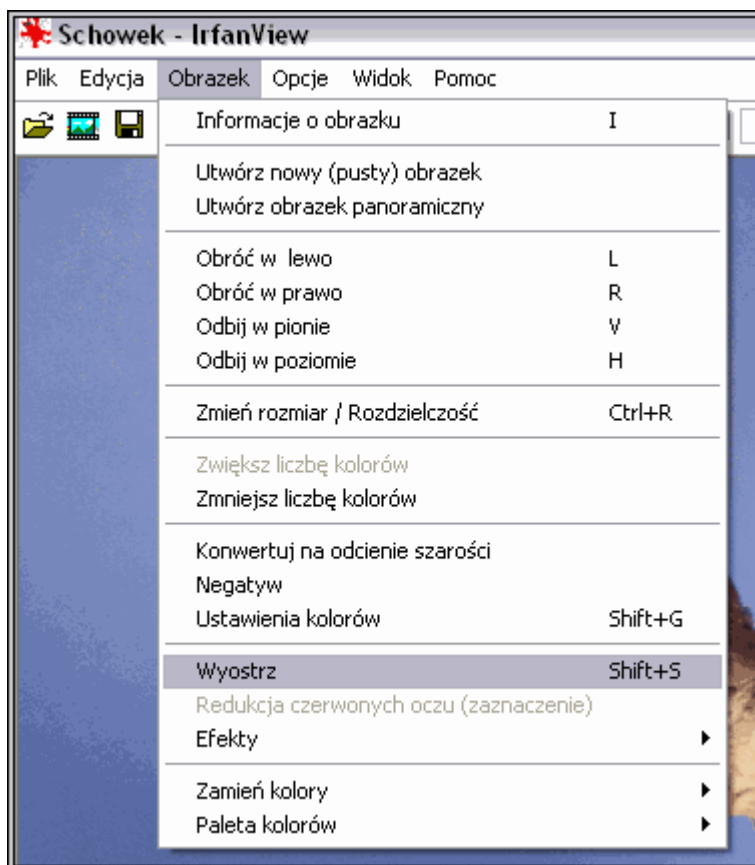 Schowek - IrfanView
Plik Edycja Obrazek Opcje Widok Pomoc
Informacje o obrazku I
Utwórz nowy (pusty) obrazek
Utwórz obrazek panoramiczny
Obróć w lewo L
Obróć w prawo R
Odbij w pionie V
Odbij w poziomie H
Zmień rozmiar / Rozdzielczość Ctrl+R
Zwiększ liczbę kolorów
Zmniejsz liczbę kolorów
Konwertuj na odcienie szarości
Negatyw
Ustawienia kolorów Shift+G
Wyostrz Shift+S
Redukcja czerwonych oczu (zaznaczenie)
Efekty
Zamień kolory
Paleta kolorów